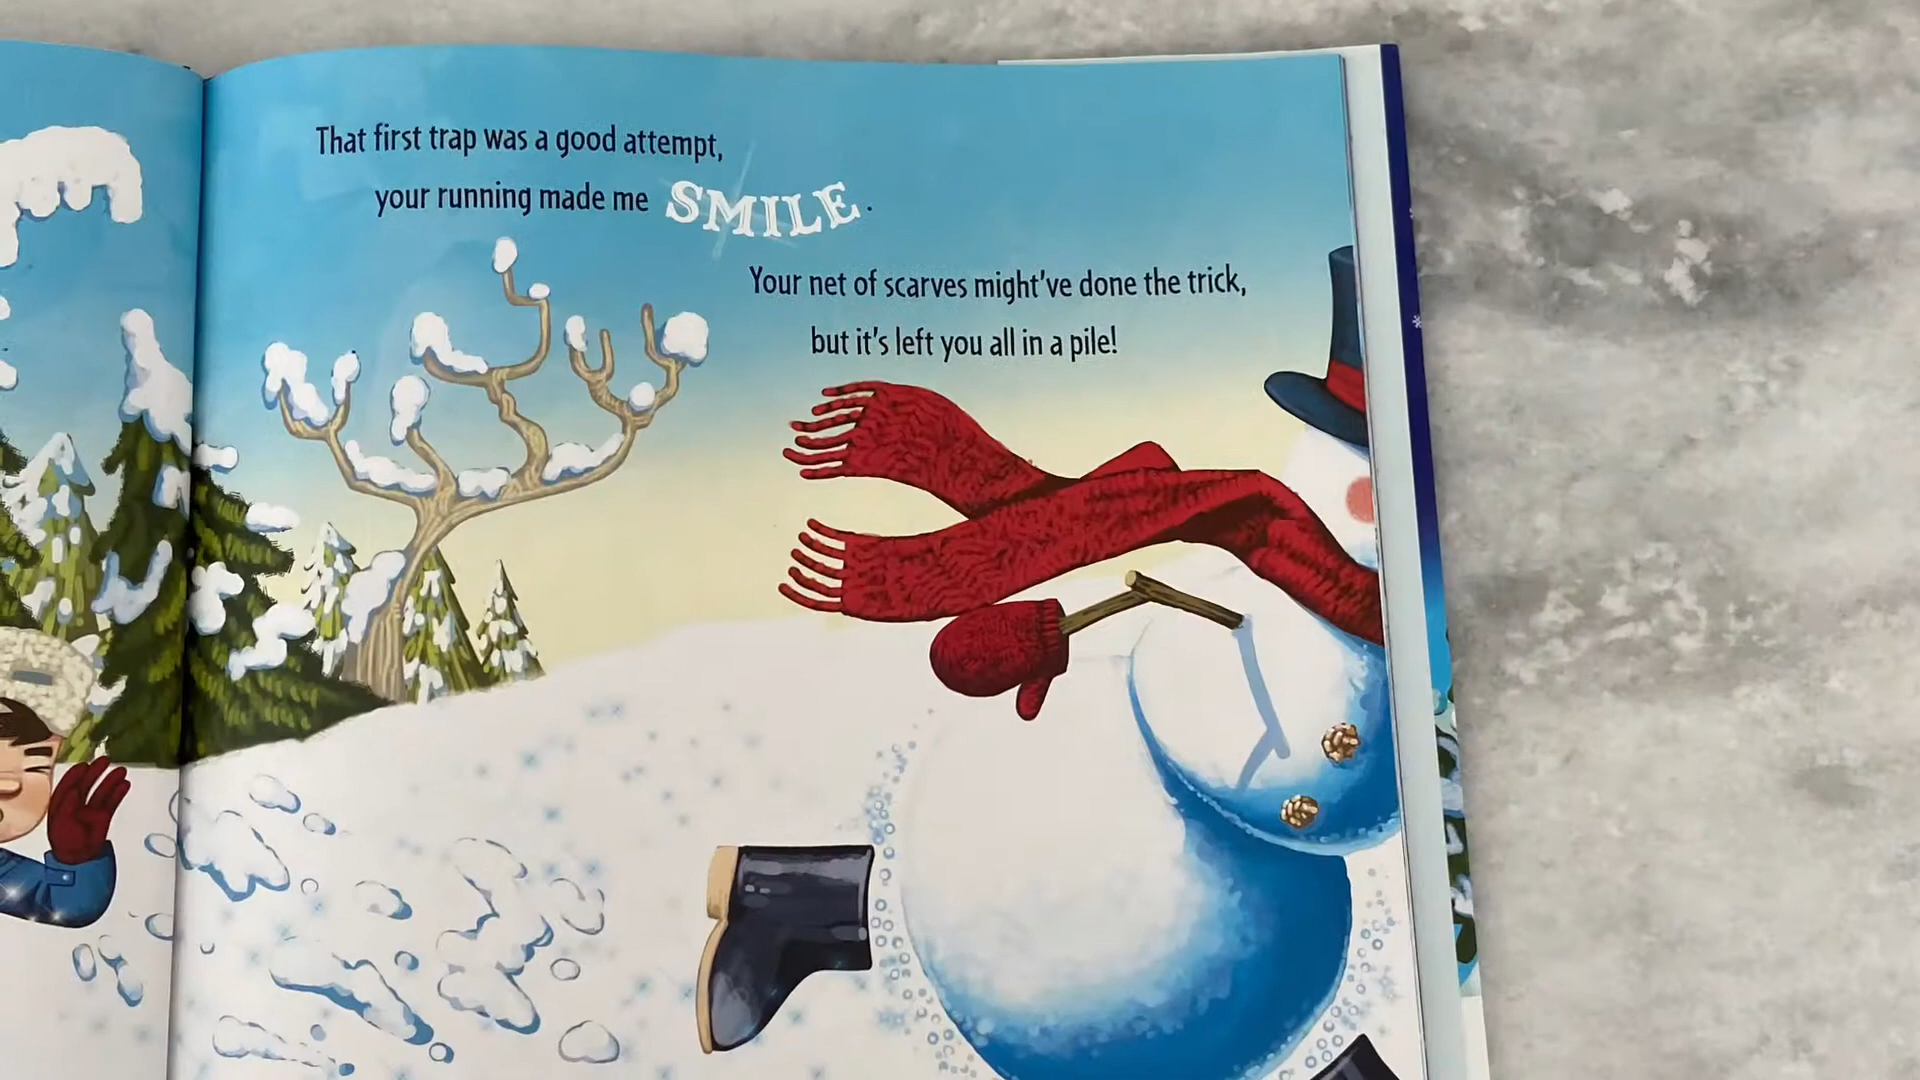 That first trap was a good attempt,
your running made me SMILE.
Your net of scarves might've done the trick,
but it's left you all in a pile!